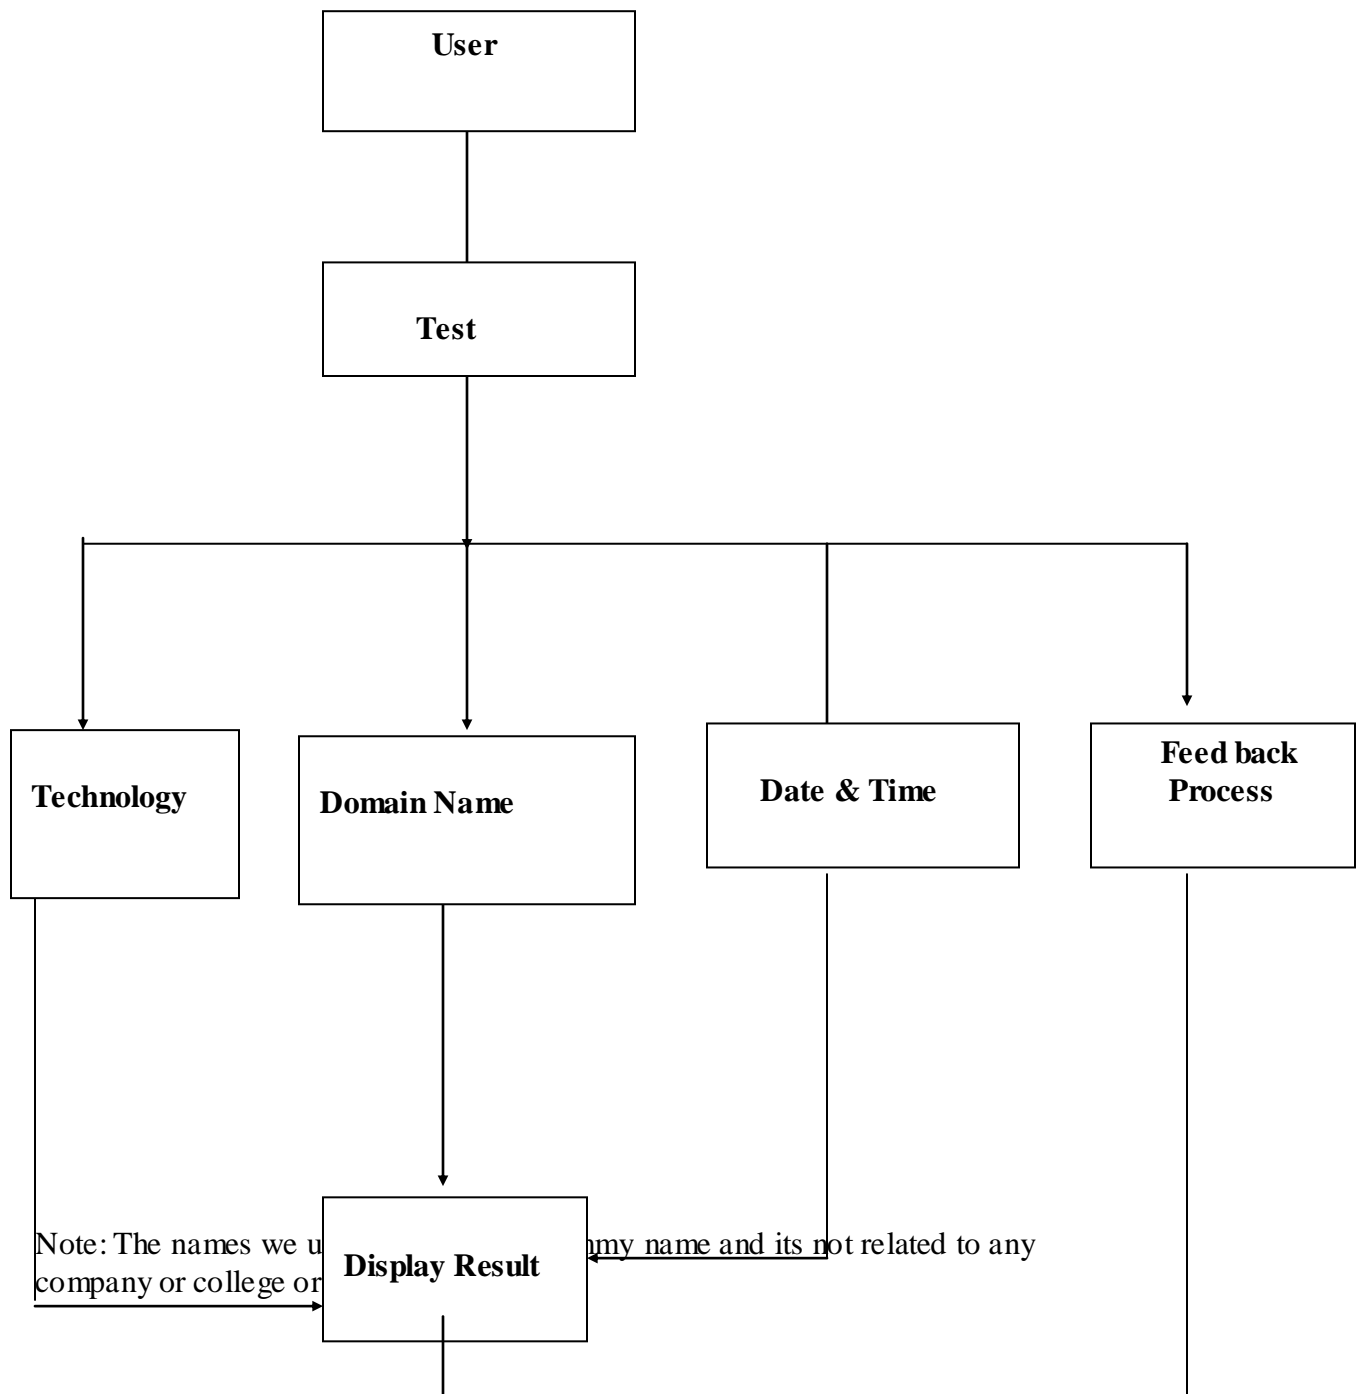 User
Test
Technology
Domain Name
Date & Time
Feed back
Process
Note: The names we u mmy name and its not related to any
company or college or
Display Result